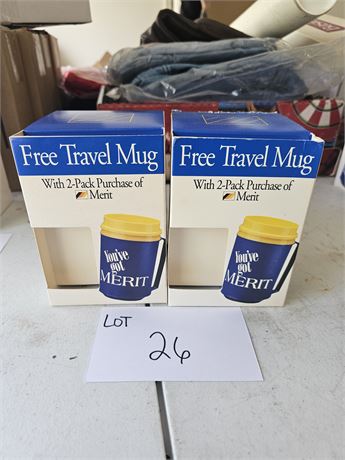 Free Travel Mug
With 2-Pack Purchase of
Merit
You've
got
MERIT
Free Travel Mug
With 2-Pack Purchase of
Merit
You've
got
MERIT
LOT
26